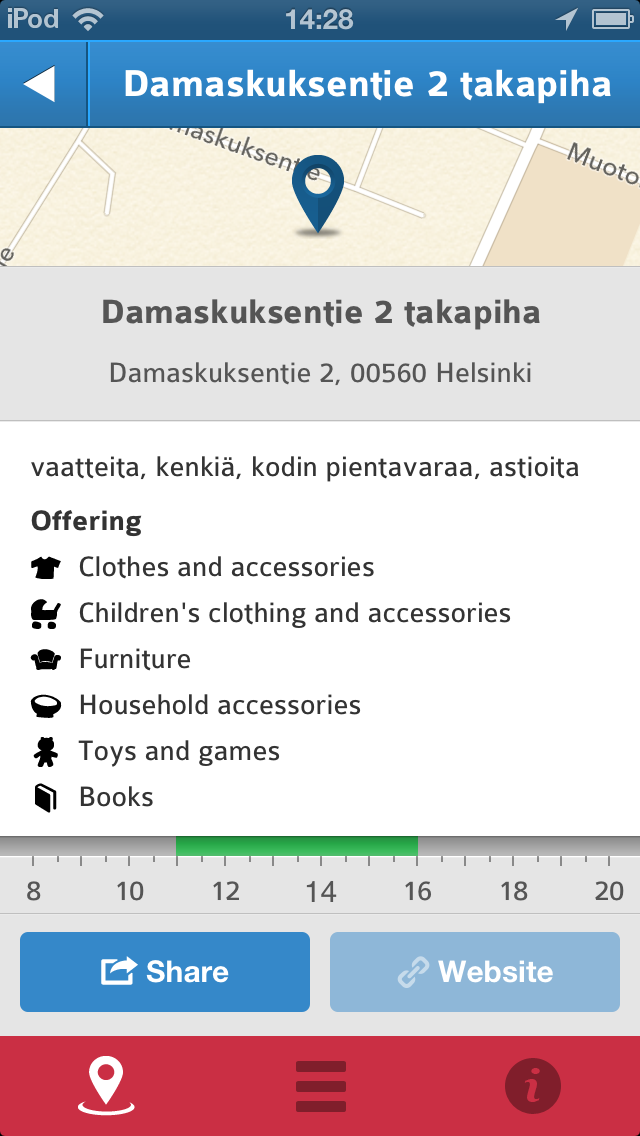 iPod 14:28
Damaskuksentie 2 takapiha
maskuksentie
Muoto
e
Damaskuksentie 2 takapiha
Damaskuksentie 2, 00560 Helsinki
vaatteita, kenkiä, kodin pientavaraa, astioita
Offering
Clothes and accessories
Children's clothing and accessories
Furniture
Household accessories
Toys and games
Books
8 10 12 14 16 18 20
Share Website
i